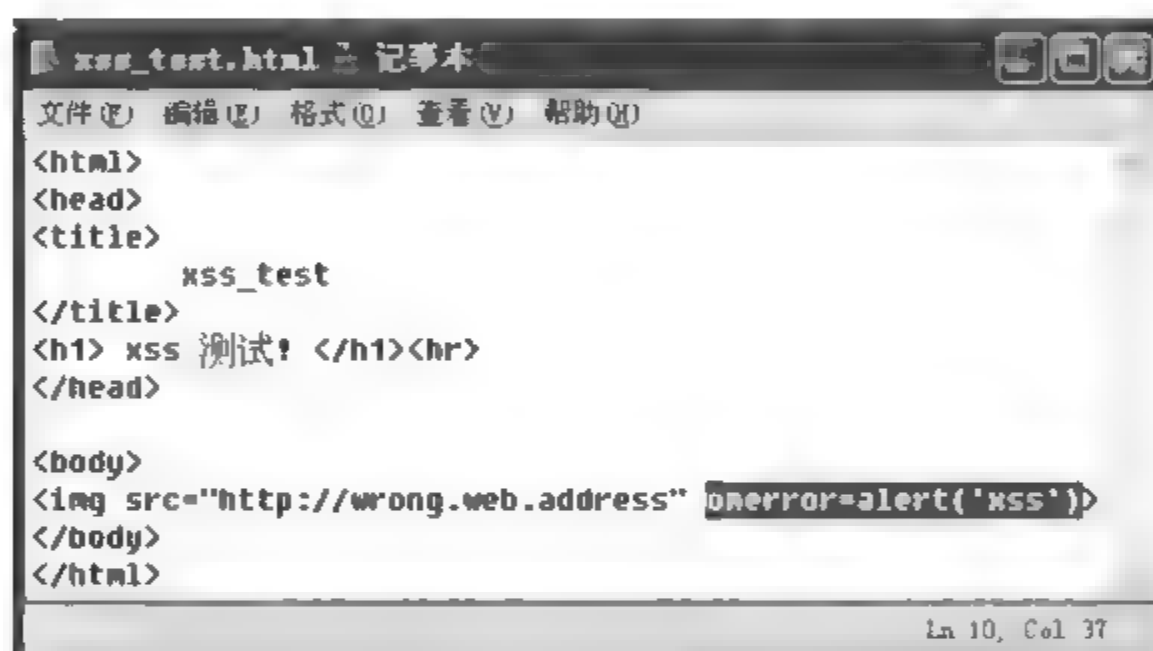 xss_test.html - 记事本
文件(F) 编辑(E) 格式(O) 查看(V) 帮助(H)
<html>
<head>
<title>
xss_test
</title>
<h1> xss 测试! </h1><hr>
</head>
<body>
<img src="http://wrong.web.address" onerror=alert('xss')>
</body>
</html>
Ln 10, Col 37